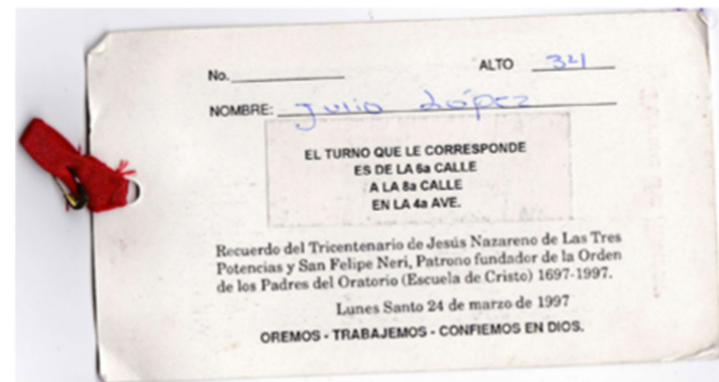 No. ALTO 321
NOMBRE: Julio López
EL TURNO QUE LE CORRESPONDE
ES DE LA 6a CALLE
A LA 8a CALLE
EN LA 4a AVE.
Recuerdo del Tricentenario de Jesús Nazareno de Las Tres
Potencias y San Felipe Neri, Patrono fundador de la Orden
de los Padres del Oratorio (Escuela de Cristo) 1697-1997.
Lunes Santo 24 de marzo de 1997
OREMOS - TRABAJEMOS - CONFIEMOS EN DIOS.